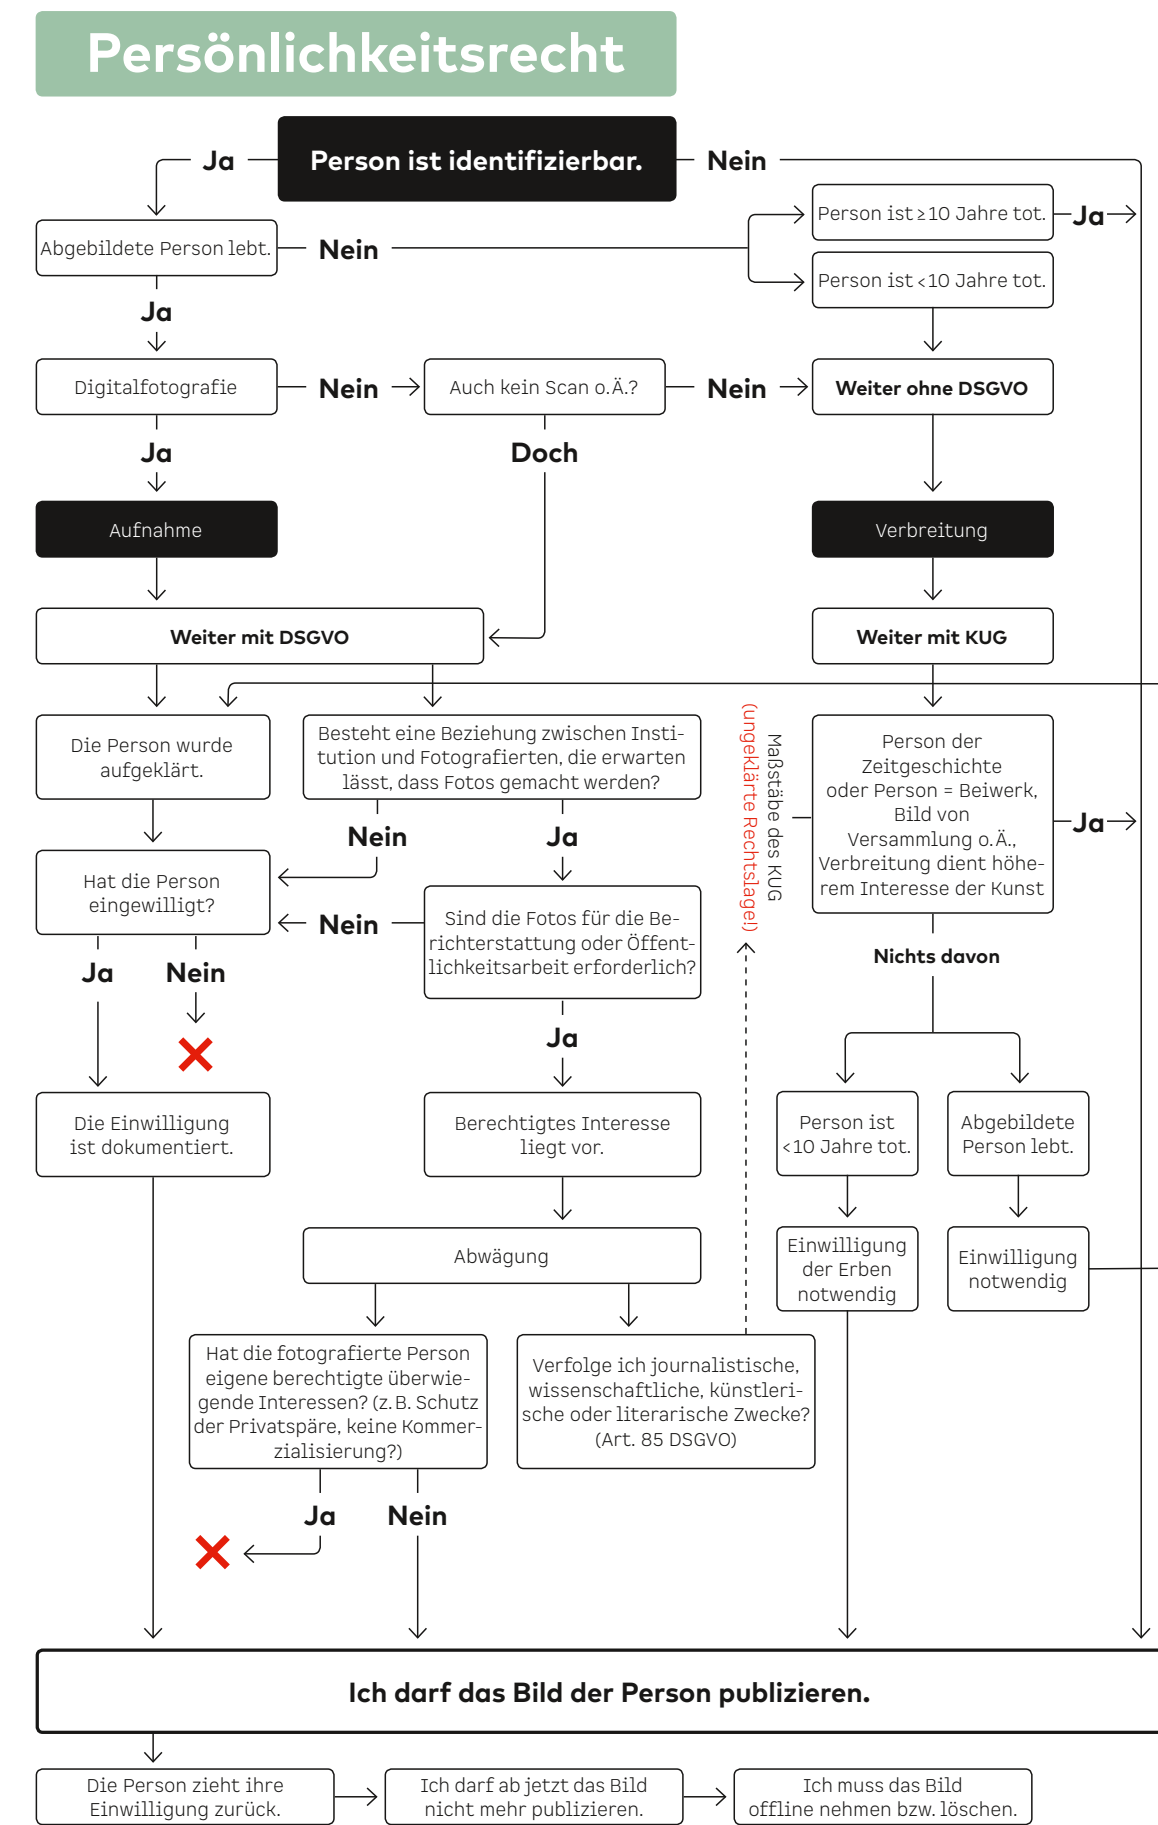 Persönlichkeitsrecht
Ja
Person ist identifizierbar.
Nein
Person ist ≥10 Jahre tot.
Ja
Abgebildete Person lebt.
Nein
Person ist <10 Jahre tot.
Ja
Digitalfotografie
Nein
Auch kein Scan o.Ä.?
Nein
Weiter ohne DSGVO
Ja
Doch
Aufnahme
Verbreitung
Weiter mit DSGVO
Weiter mit KUG
Die Person wurde
aufgeklärt.
Besteht eine Beziehung zwischen Insti-
tution und Fotografierten, die erwarten
lässt, dass Fotos gemacht werden?
Maßstäbe des KUG
(ungeklärte Rechtslage!)
Person der
Zeitgeschichte
oder Person = Beiwerk,
Bild von
Versammlung o.Ä.,
Verbreitung dient höhe-
rem Interesse der Kunst
Ja
Nein
Ja
Hat die Person
eingewilligt?
Nein
Sind die Fotos für die Be-
richterstattung oder Öffent-
lichkeitsarbeit erforderlich?
Nichts davon
Ja
Nein
Ja
Die Einwilligung
ist dokumentiert.
Berechtigtes Interesse
liegt vor.
Person ist
<10 Jahre tot.
Abgebildete
Person lebt.
Abwägung
Einwilligung
der Erben
notwendig
Einwilligung
notwendig
Hat die fotografierte Person
eigene berechtigte überwie-
gende Interessen? (z.B. Schutz
der Privatspäre, keine Kommer-
zialisierung?)
Verfolge ich journalistische,
wissenschaftliche, künstleri-
sche oder literarische Zwecke?
(Art. 85 DSGVO)
Ja
Nein
Ich darf das Bild der Person publizieren.
Die Person zieht ihre
Einwilligung zurück.
Ich darf ab jetzt das Bild
nicht mehr publizieren.
Ich muss das Bild
offline nehmen bzw. löschen.